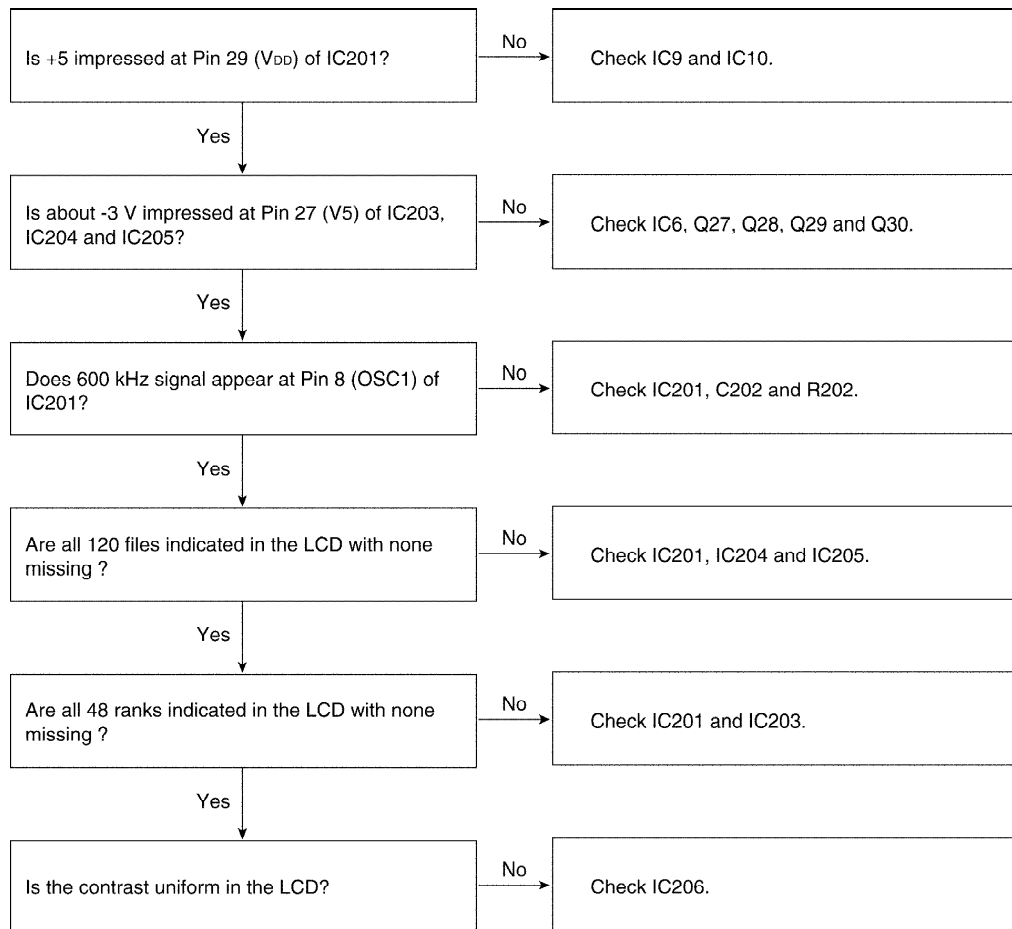 Is +5 impressed at Pin 29 (VDD) of IC201?
No
Check IC9 and IC10.
Yes
Is about -3 V impressed at Pin 27 (V5) of IC203,
IC204 and IC205?
No
Check IC6, Q27, Q28, Q29 and Q30.
Yes
Does 600 kHz signal appear at Pin 8 (OSC1) of
IC201?
No
Check IC201, C202 and R202.
Yes
Are all 120 files indicated in the LCD with none
missing ?
No
Check IC201, IC204 and IC205.
Yes
Are all 48 ranks indicated in the LCD with none
missing ?
No
Check IC201 and IC203.
Yes
Is the contrast uniform in the LCD?
No
Check IC206.